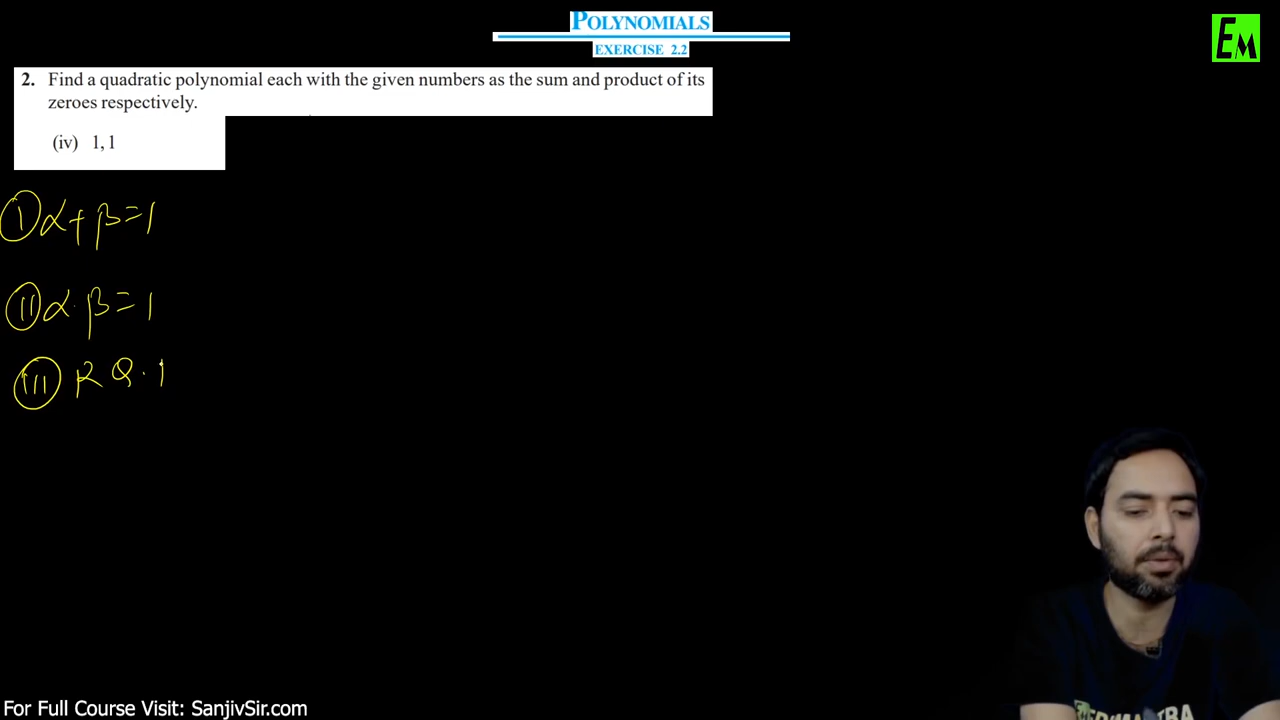 POLYNOMIALS
EXERCISE 2.2
EM
2. Find a quadratic polynomial each with the given numbers as the sum and product of its
zeroes respectively.
(iv) 1, 1
I α + β = 1
II α · β = 1
III R Q. 1
For Full Course Visit: SanjivSir.com